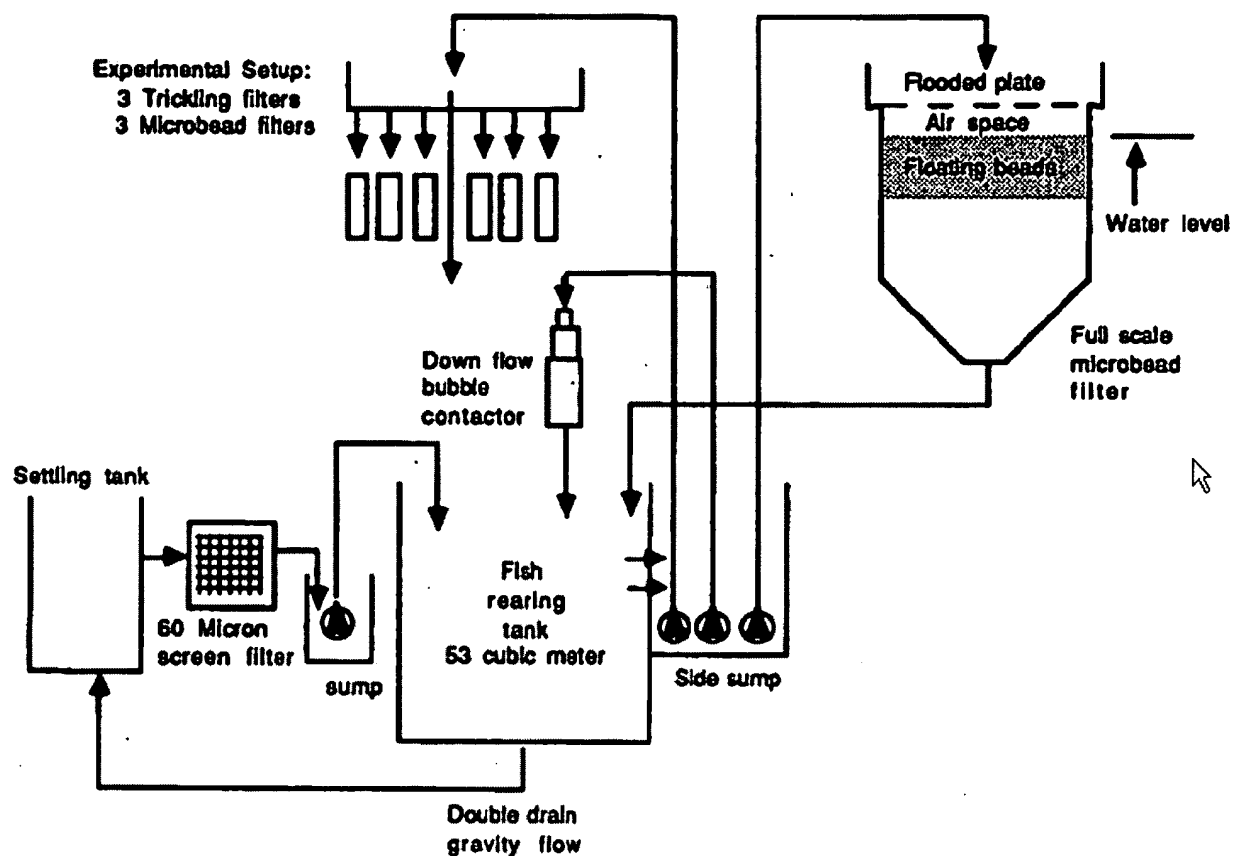 Experimental Setup:
3 Trickling filters
3 Microbead filters
Flooded plate
Air space
Floating beads
Water level
Full scale
microbead
filter
Down flow
bubble
contactor
Settling tank
60 Micron
screen filter
sump
Fish
rearing
tank
53 cubic meter
Side sump
Double drain
gravity flow